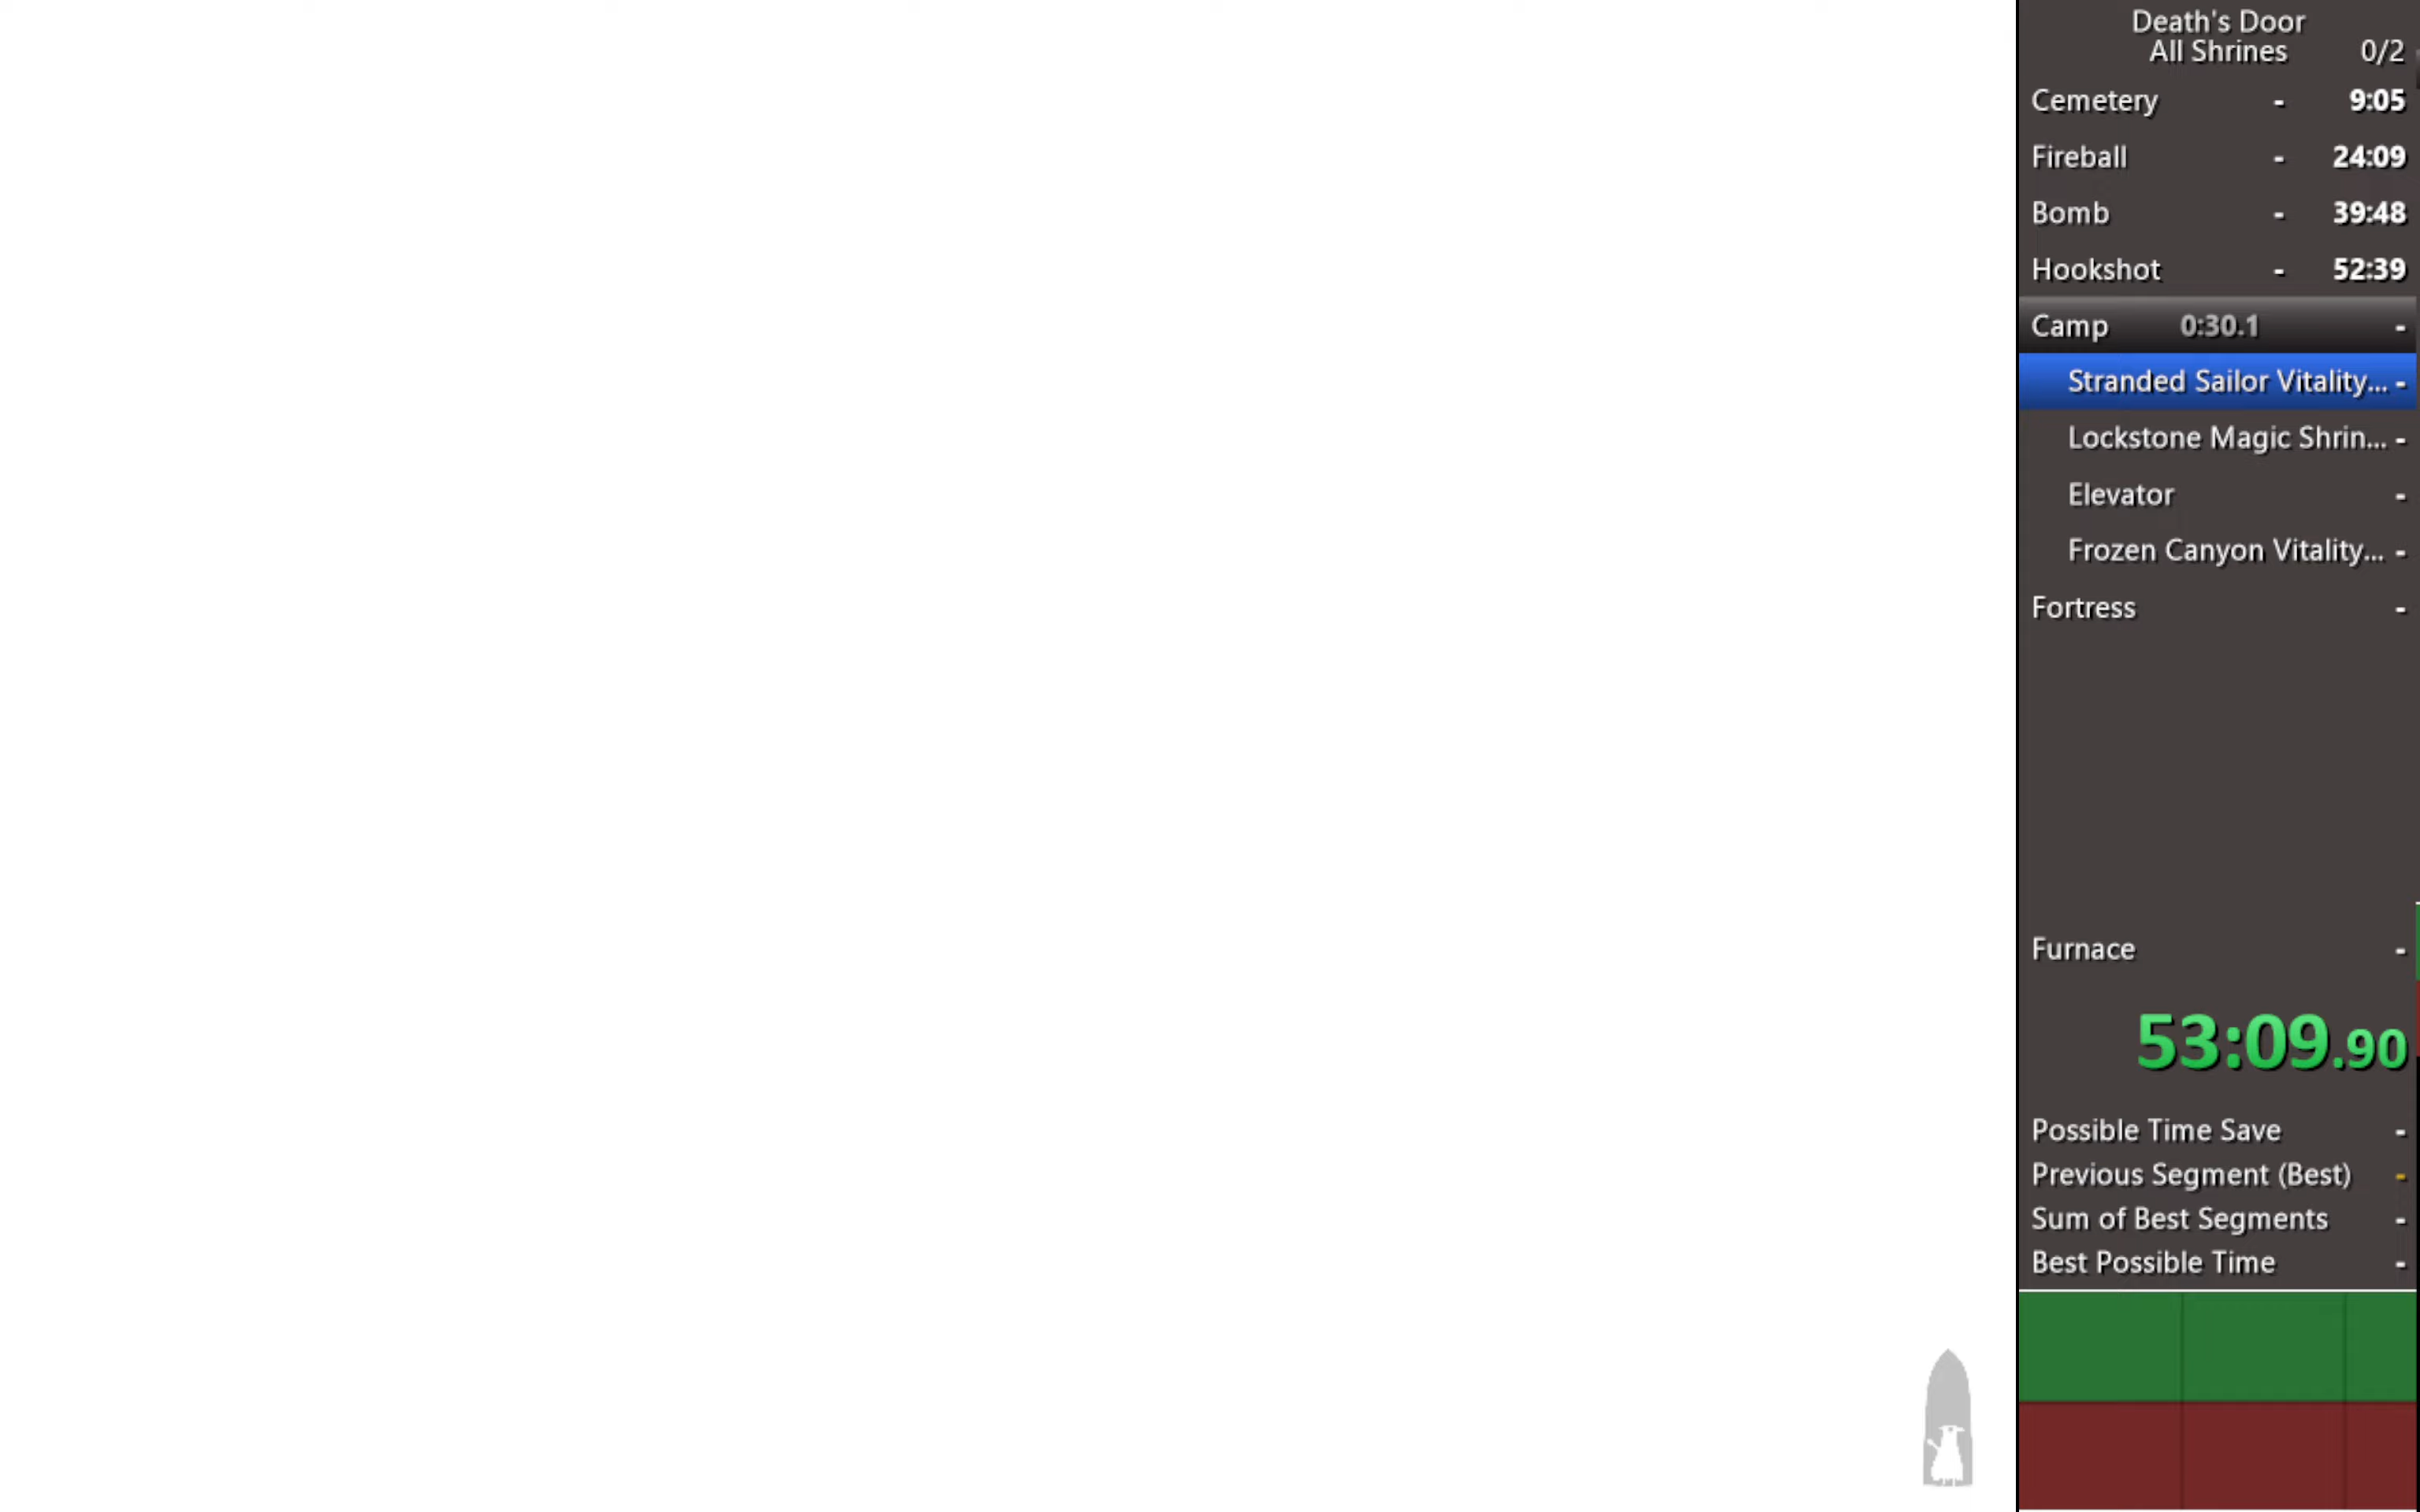 Death's Door
All Shrines 0/2
Cemetery - 9:05
Fireball - 24:09
Bomb - 39:48
Hookshot - 52:39
Camp 0:30.1 -
Stranded Sailor Vitality... -
Lockstone Magic Shrin... -
Elevator -
Frozen Canyon Vitality... -
Fortress -
Furnace -
53:09.90
Possible Time Save -
Previous Segment (Best) -
Sum of Best Segments -
Best Possible Time -